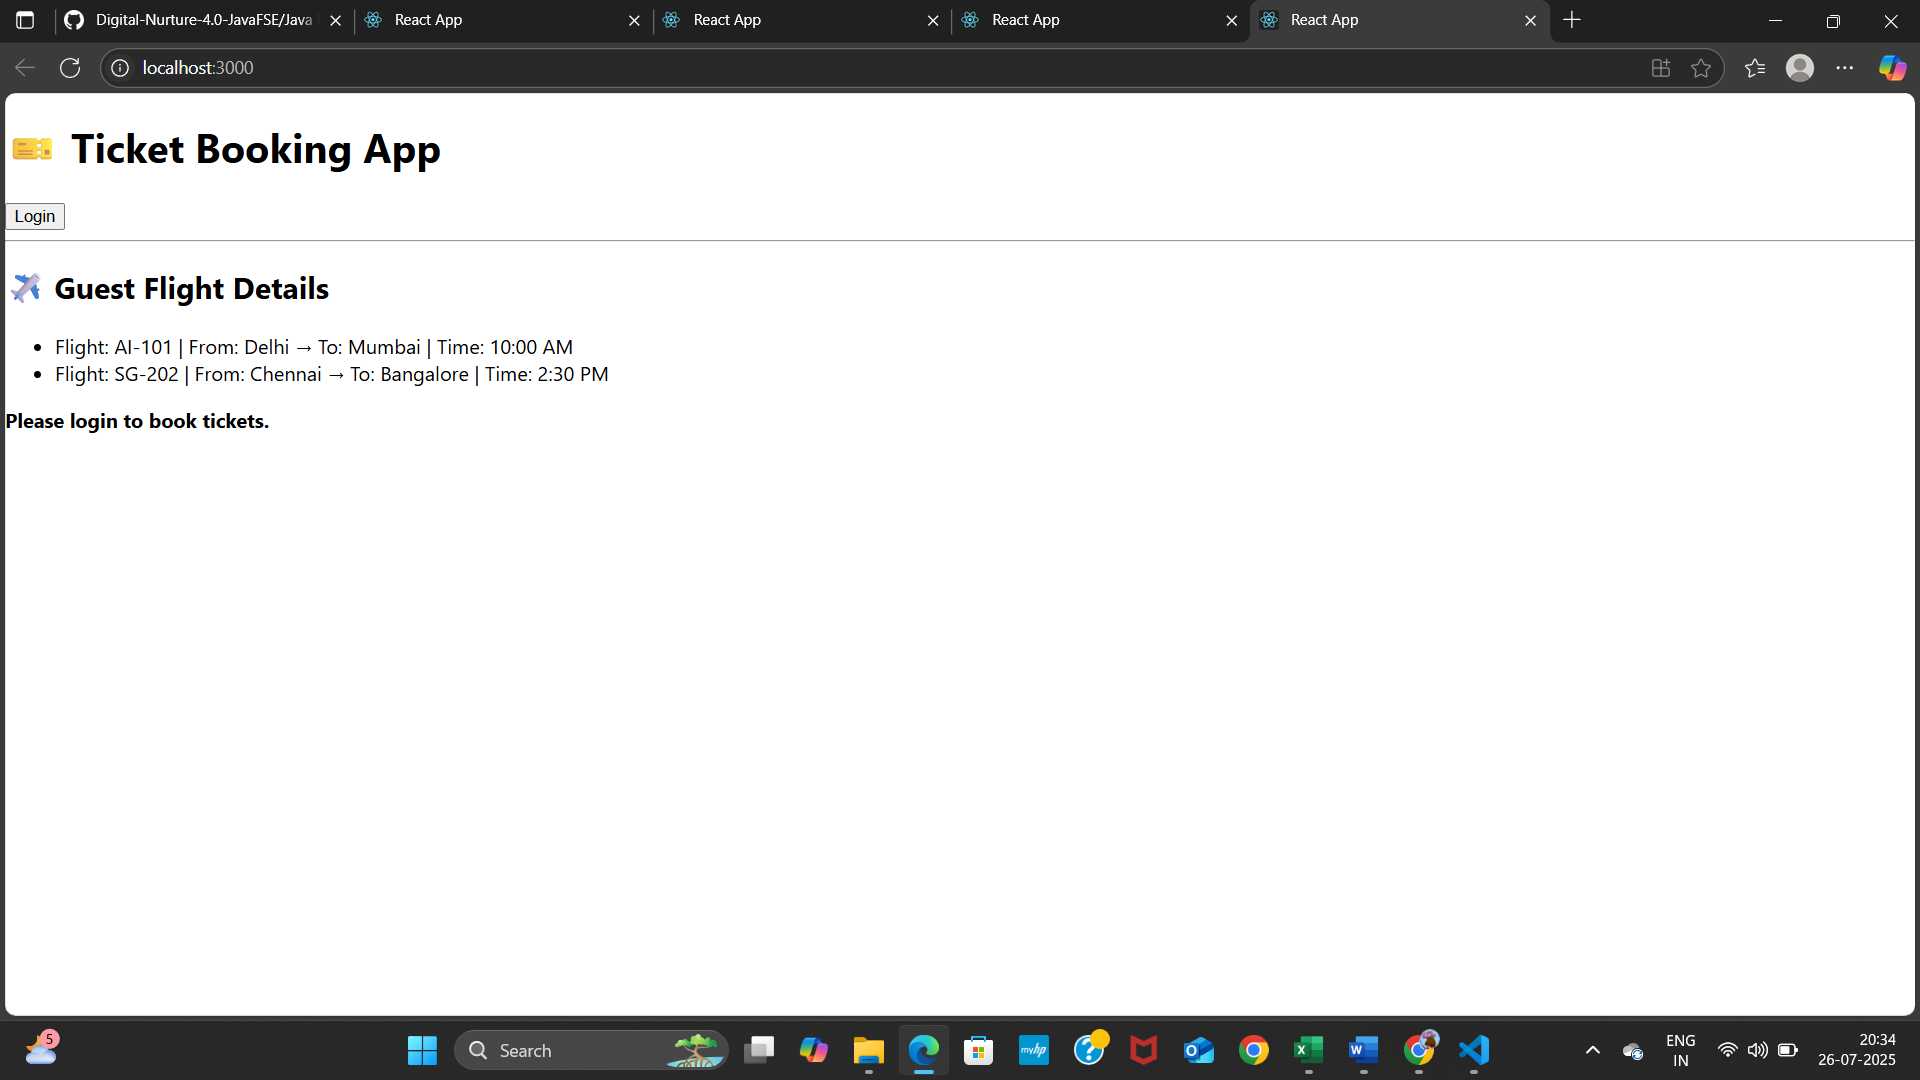 Digital-Nurture-4.0-JavaFSE/Java
React App
React App
React App
React App
localhost:3000
🎫 Ticket Booking App
Login
✈️ Guest Flight Details
• Flight: AI-101 | From: Delhi → To: Mumbai | Time: 10:00 AM
• Flight: SG-202 | From: Chennai → To: Bangalore | Time: 2:30 PM
Please login to book tickets.
5
Search
myhp
ENG
IN
20:34
26-07-2025